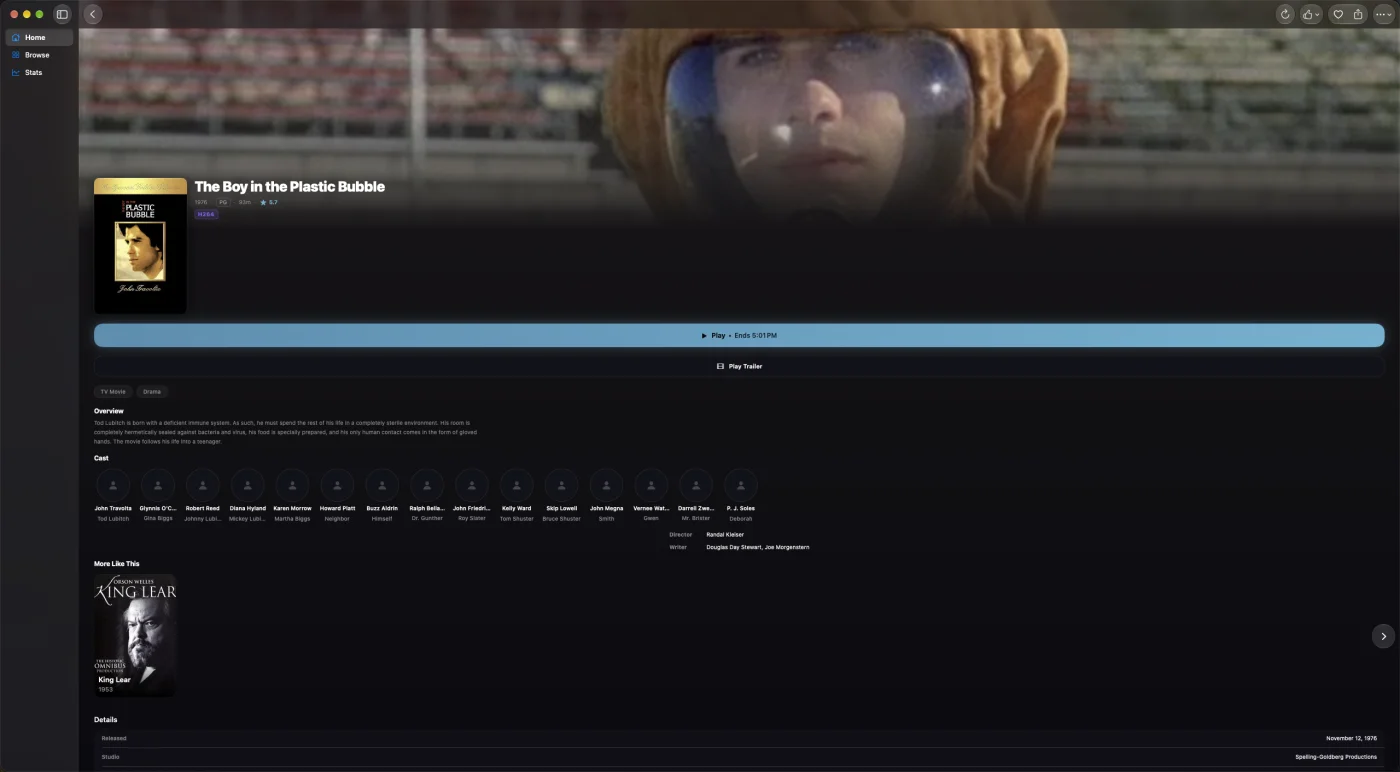 Home
Browse
Stats
The Boy in the Plastic Bubble
1976 PG 93m 5.7
H264
PLASTIC
BUBBLE
John Travolta
Play • Ends 5:01 PM
Play Trailer
TV Movie Drama
Overview
Tod Lubitch is born with a deficient immune system. As such, he must spend the rest of his life in a completely sterile environment. His room is
completely hermetically sealed against bacteria and virus, his food is specially prepared, and his only human contact comes in the form of gloved
hands. The movie follows his life into a teenager.
Cast
John Travolta Glynnis O'C... Robert Reed Diana Hyland Karen Morrow Howard Platt Buzz Aldrin Ralph Bella... John Friedri... Kelly Ward Skip Lowell John Megna Vernee Wat... Darrell Zwe... P. J. Soles
Tod Lubitch Gina Biggs Johnny Lubi... Mickey Lubi... Martha Biggs Neighbor Himself Dr. Gunther Roy Slater Tom Shuster Bruce Shuster Smith Gwen Mr. Brister Deborah
Director Randal Kleiser
Writer Douglas Day Stewart, Joe Morgenstern
More Like This
ORSON WELLES
KING LEAR
THE HISTORIC
OMNIBUS
PRODUCTION
King Lear
1953
Details
Released November 12, 1976
Studio Spelling-Goldberg Productions